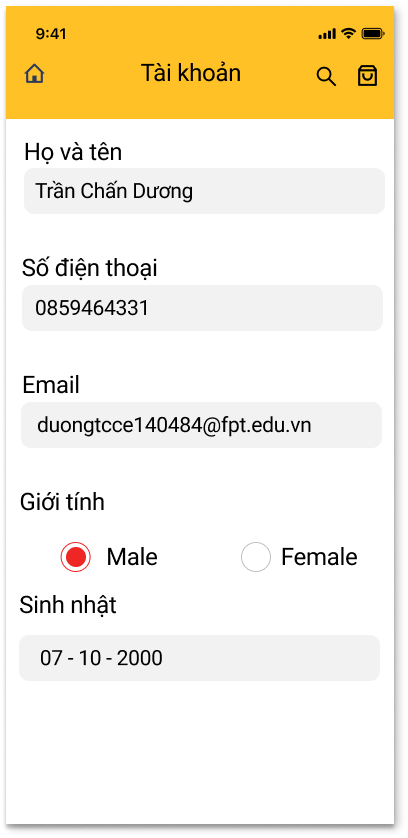 9:41
Tài khoản
Họ và tên
Trần Chấn Dương
Số điện thoại
0859464331
Email
duongtcce140484@fpt.edu.vn
Giới tính
Male Female
Sinh nhật
07 - 10 - 2000